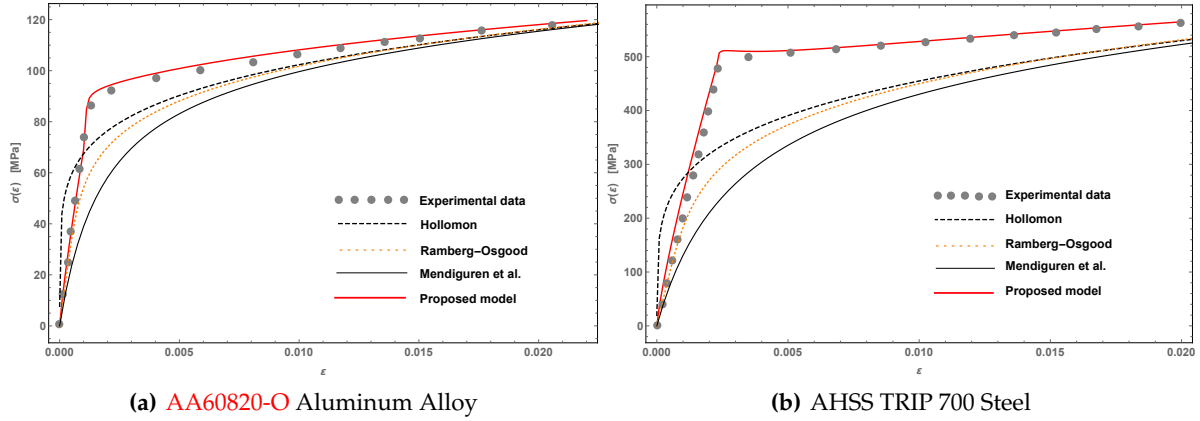 120
100
80
60
40
20
0
σ(ε) [MPa]
0.000
0.005
0.010
0.015
0.020
ε
Experimental data
Hollomon
Ramberg-Osgood
Mendiguren et al.
Proposed model
(a) AA60820-O Aluminum Alloy
500
400
300
200
100
0
σ(ε) [MPa]
0.000
0.005
0.010
0.015
0.020
ε
Experimental data
Hollomon
Ramberg-Osgood
Mendiguren et al.
Proposed model
(b) AHSS TRIP 700 Steel